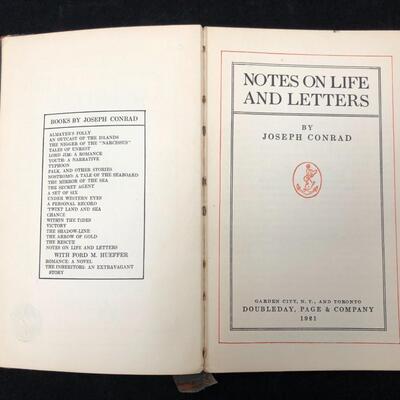 BOOKS BY JOSEPH CONRAD
ALMAYER'S FOLLY
AN OUTCAST OF THE ISLANDS
THE NIGGER OF THE "NARCISSUS"
TALES OF UNREST
LORD JIM: A ROMANCE
YOUTH: A NARRATIVE
TYPHOON
FALK, AND OTHER STORIES
NOSTROMO: A TALE OF THE SEABOARD
THE MIRROR OF THE SEA
THE SECRET AGENT
A SET OF SIX
UNDER WESTERN EYES
A PERSONAL RECORD
'TWIXT LAND AND SEA
CHANCE
WITHIN THE TIDES
VICTORY
THE SHADOW-LINE
THE ARROW OF GOLD
THE RESCUE
NOTES ON LIFE AND LETTERS
WITH FORD M. HUEFFER
ROMANCE: A NOVEL
THE INHERITORS: AN EXTRAVAGANT
STORY
NOTES ON LIFE
AND LETTERS
BY
JOSEPH CONRAD
GARDEN CITY, N. Y., AND TORONTO
DOUBLEDAY, PAGE & COMPANY
1921